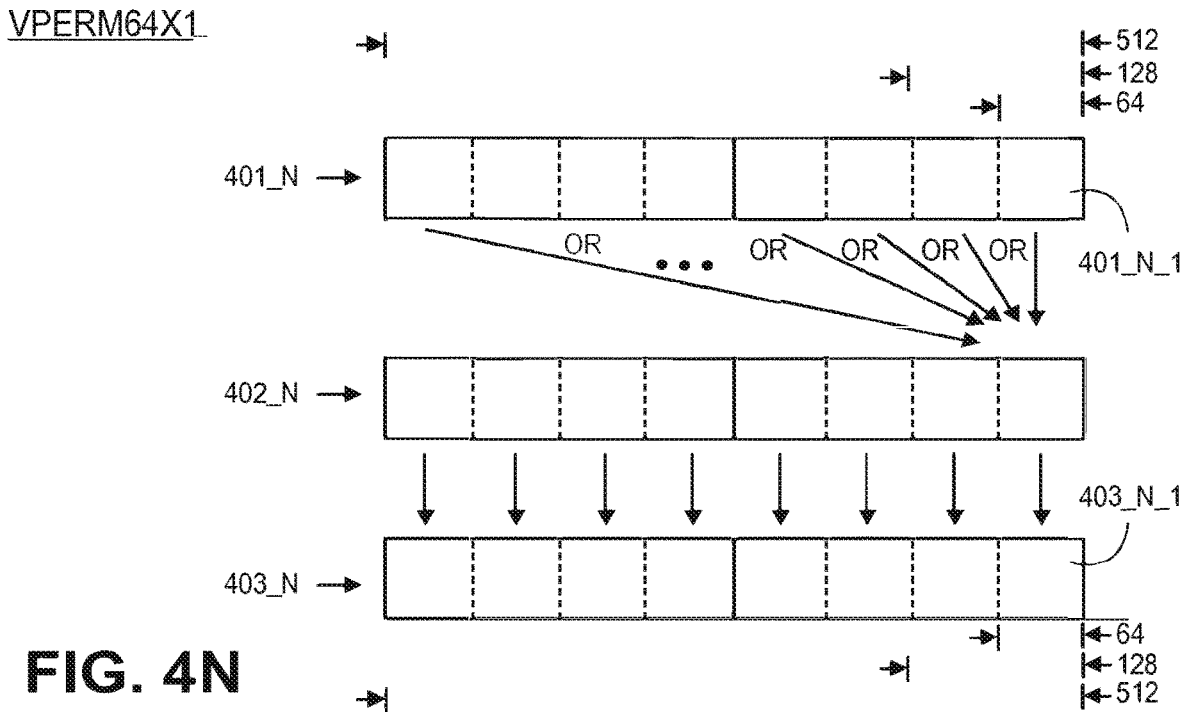 VPERM64X1
512
128
64
401_N
OR ••• OR OR OR OR
401_N_1
402_N
403_N_1
403_N
64
128
512
FIG. 4N